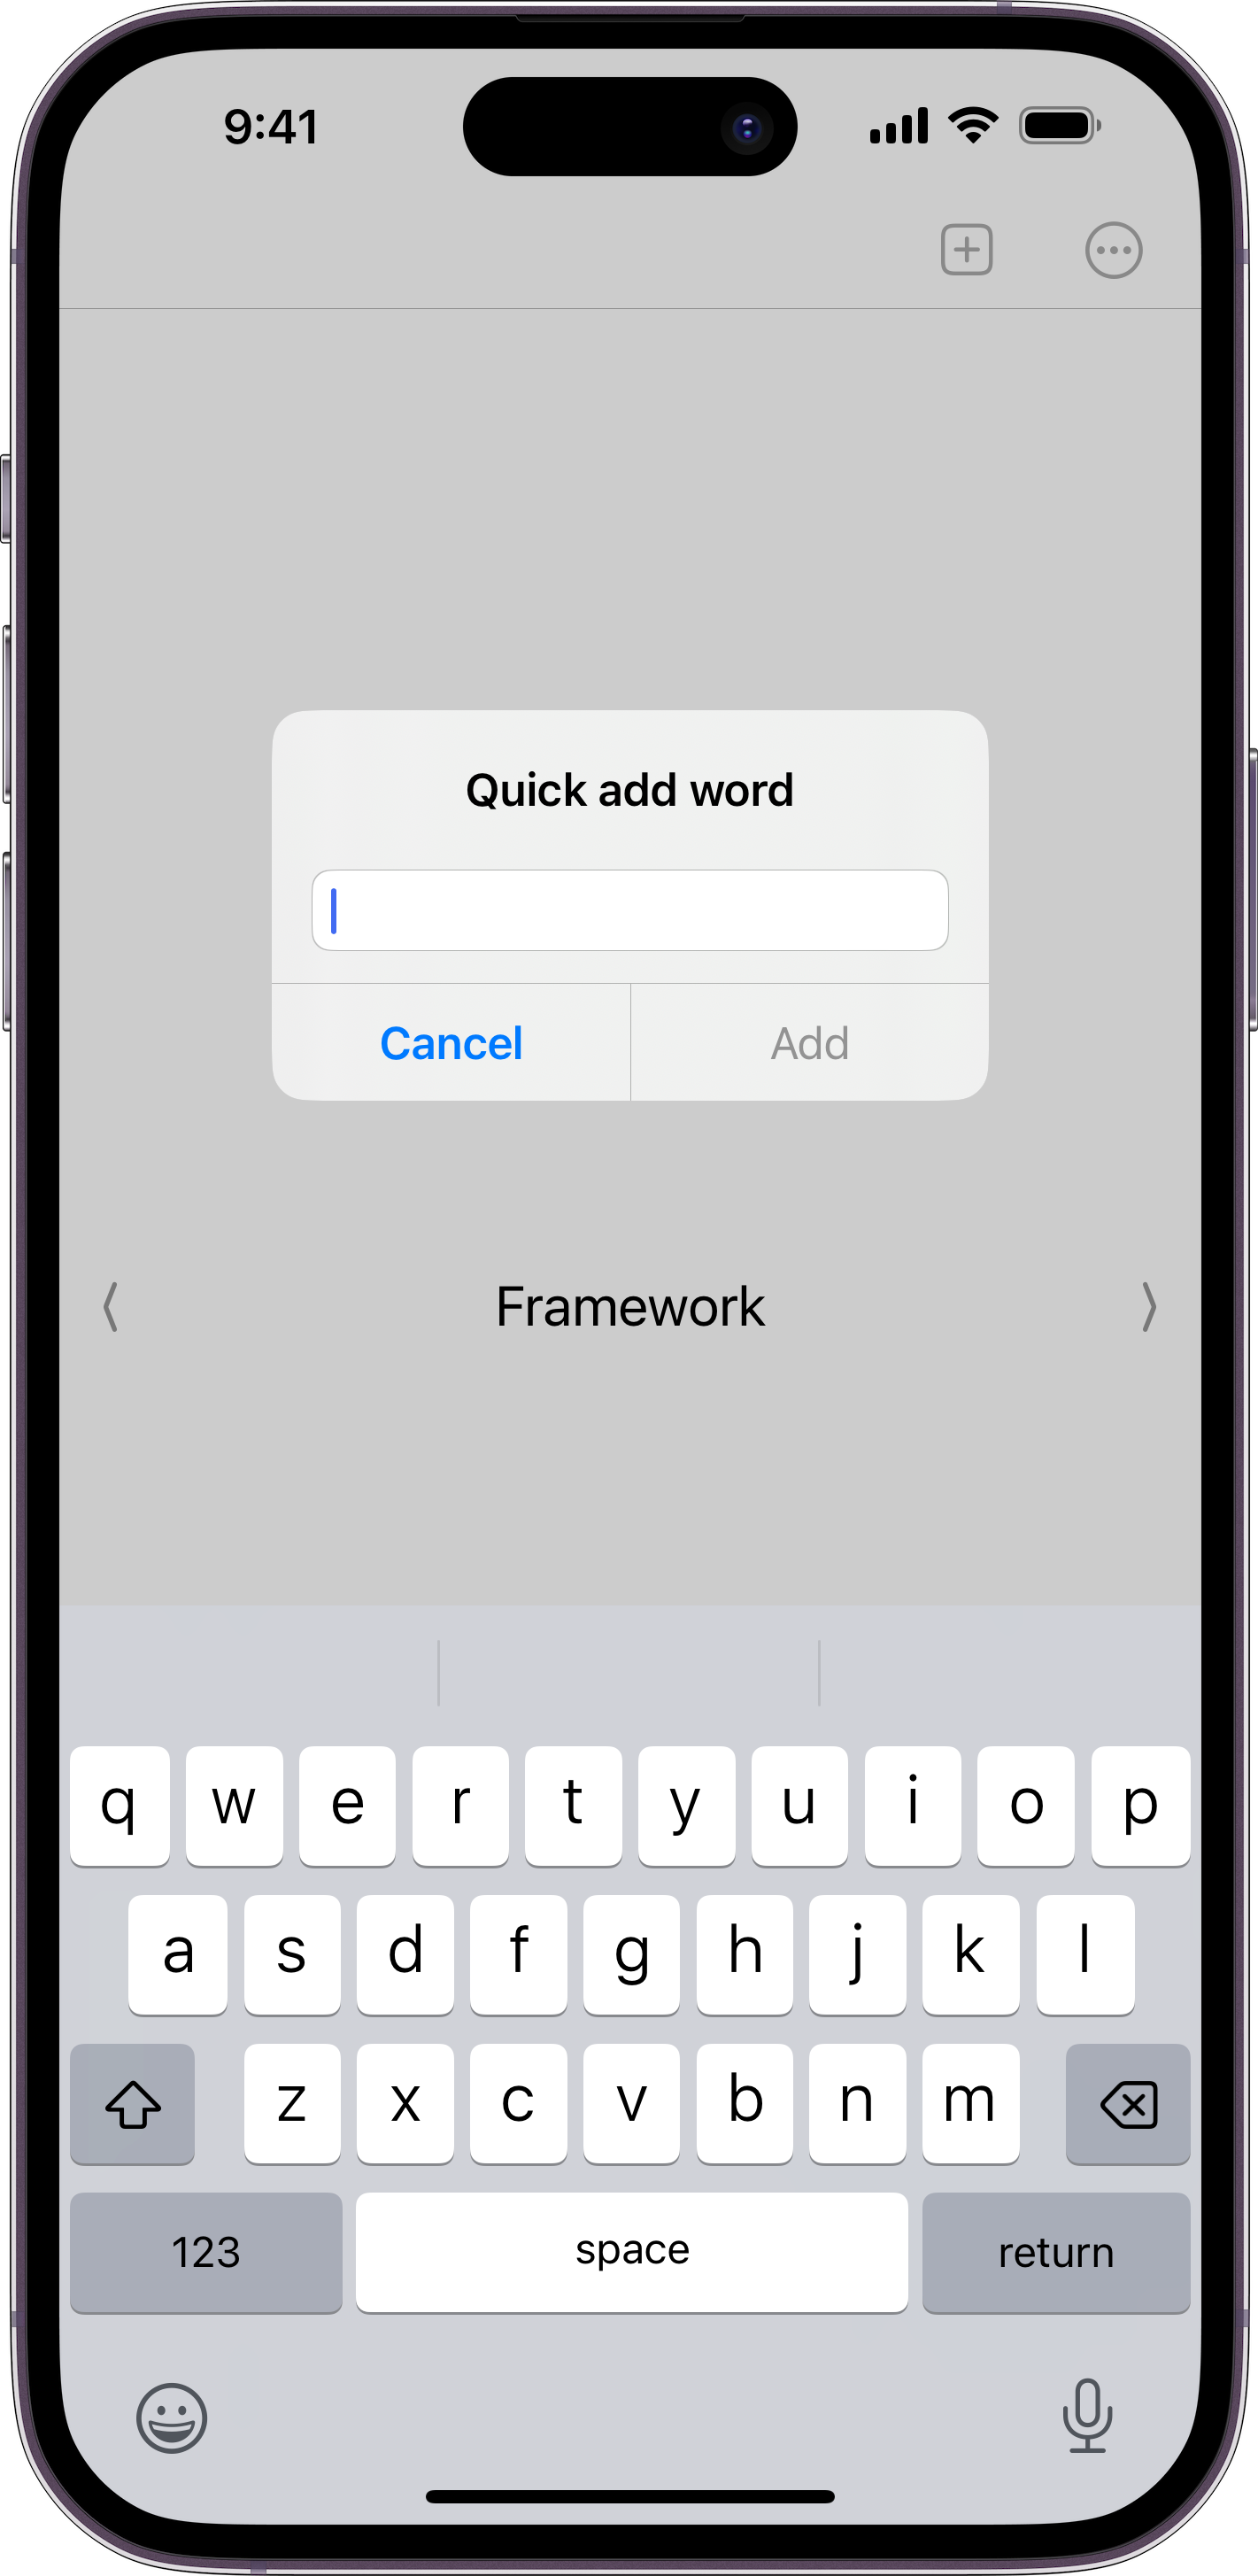 9:41
Quick add word
Cancel Add
Framework
q w e r t y u i o p
a s d f g h j k l
z x c v b n m
123 space return